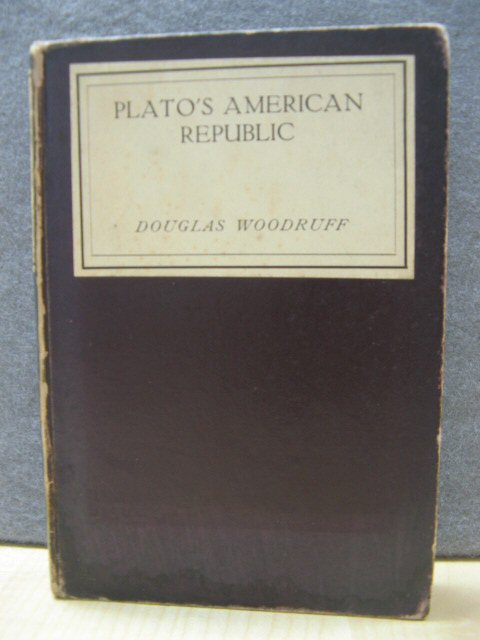 PLATO'S AMERICAN
REPUBLIC
DOUGLAS WOODRUFF